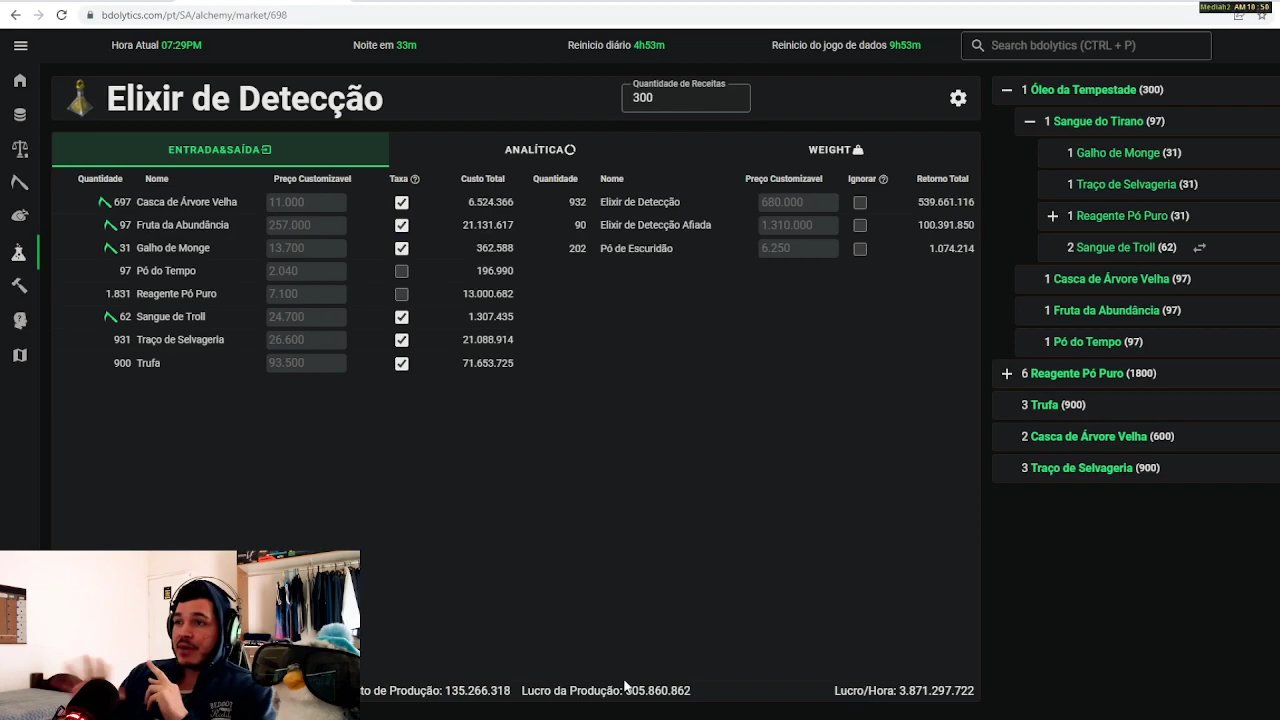 bdolytics.com/pt/SA/alchemy/market/698
Mediah2 AM 10 : 50
Hora Atual 07:29PM
Noite em 33m
Reinicio diário 4h53m
Reinicio do jogo de dados 9h53m
Search bdolytics (CTRL + P)
Elixir de Detecção
Quantidade de Receitas
300
ENTRADA&SAÍDA
ANALÍTICA
WEIGHT
Quantidade Nome Preço Customizavel Taxa Custo Total Quantidade Nome Preço Customizavel Ignorar Retorno Total
697 Casca de Árvore Velha 11.000 6.524.366 932 Elixir de Detecção 680.000 539.661.116
97 Fruta da Abundância 257.000 21.131.617 90 Elixir de Detecção Afiada 1.310.000 100.391.850
31 Galho de Monge 13.700 362.588 202 Pó de Escuridão 6.250 1.074.214
97 Pó do Tempo 2.040 196.990
1.831 Reagente Pó Puro 7.100 13.000.682
62 Sangue de Troll 24.700 1.307.435
931 Traço de Selvageria 26.600 21.088.914
900 Trufa 93.500 71.653.725
1 Óleo da Tempestade (300)
1 Sangue do Tirano (97)
1 Galho de Monge (31)
1 Traço de Selvageria (31)
1 Reagente Pó Puro (31)
2 Sangue de Troll (62)
1 Casca de Árvore Velha (97)
1 Fruta da Abundância (97)
1 Pó do Tempo (97)
6 Reagente Pó Puro (1800)
3 Trufa (900)
2 Casca de Árvore Velha (600)
3 Traço de Selvageria (900)
to de Produção: 135.266.318 Lucro da Produção: 505.860.862 Lucro/Hora: 3.871.297.722